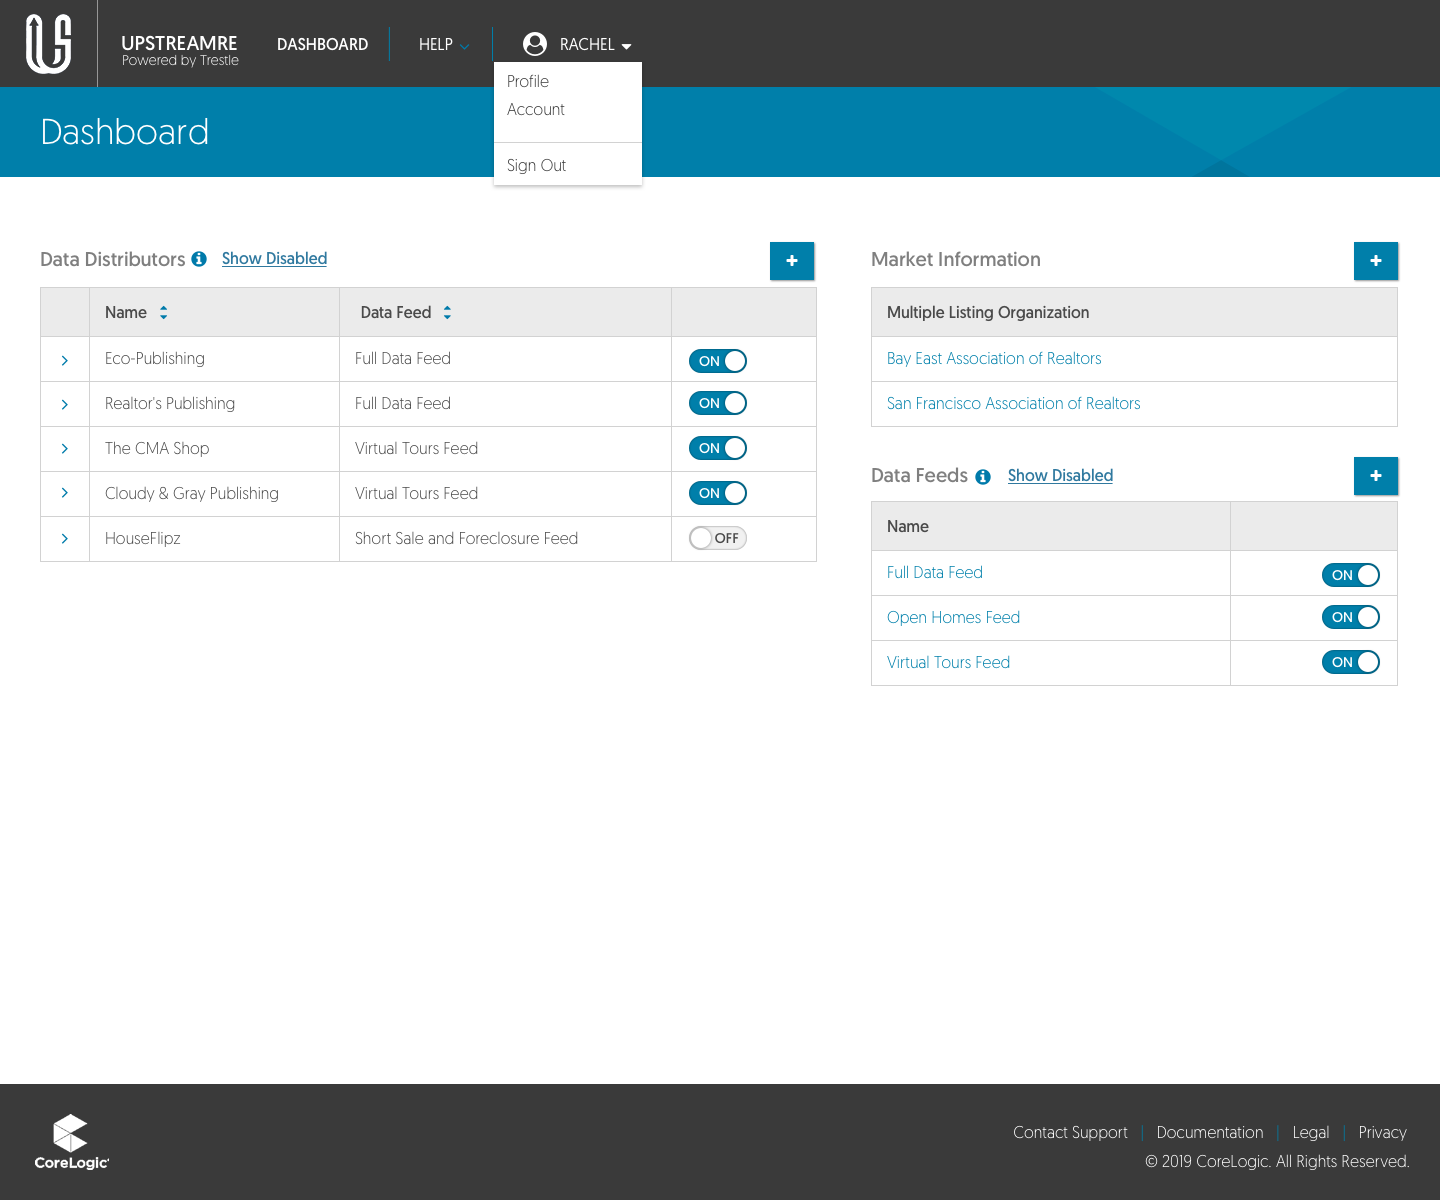 UPSTREAMRE
Powered by Trestle
DASHBOARD
HELP
RACHEL
Profile
Account
Sign Out
Dashboard
Data Distributors Show Disabled
Name Data Feed
Eco-Publishing Full Data Feed ON
Realtor's Publishing Full Data Feed ON
The CMA Shop Virtual Tours Feed ON
Cloudy & Gray Publishing Virtual Tours Feed ON
HouseFlipz Short Sale and Foreclosure Feed OFF
Market Information
Multiple Listing Organization
Bay East Association of Realtors
San Francisco Association of Realtors
Data Feeds Show Disabled
Name
Full Data Feed ON
Open Homes Feed ON
Virtual Tours Feed ON
CoreLogic
Contact Support | Documentation | Legal | Privacy
© 2019 CoreLogic. All Rights Reserved.